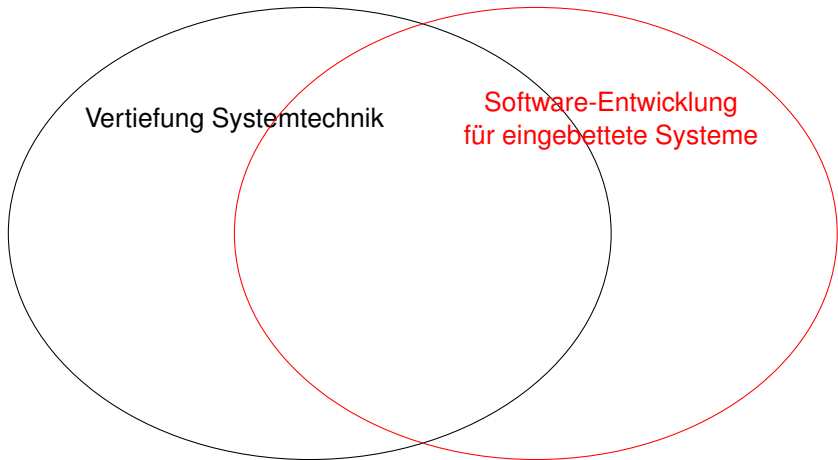 Vertiefung Systemtechnik
Software-Entwicklung
für eingebettete Systeme